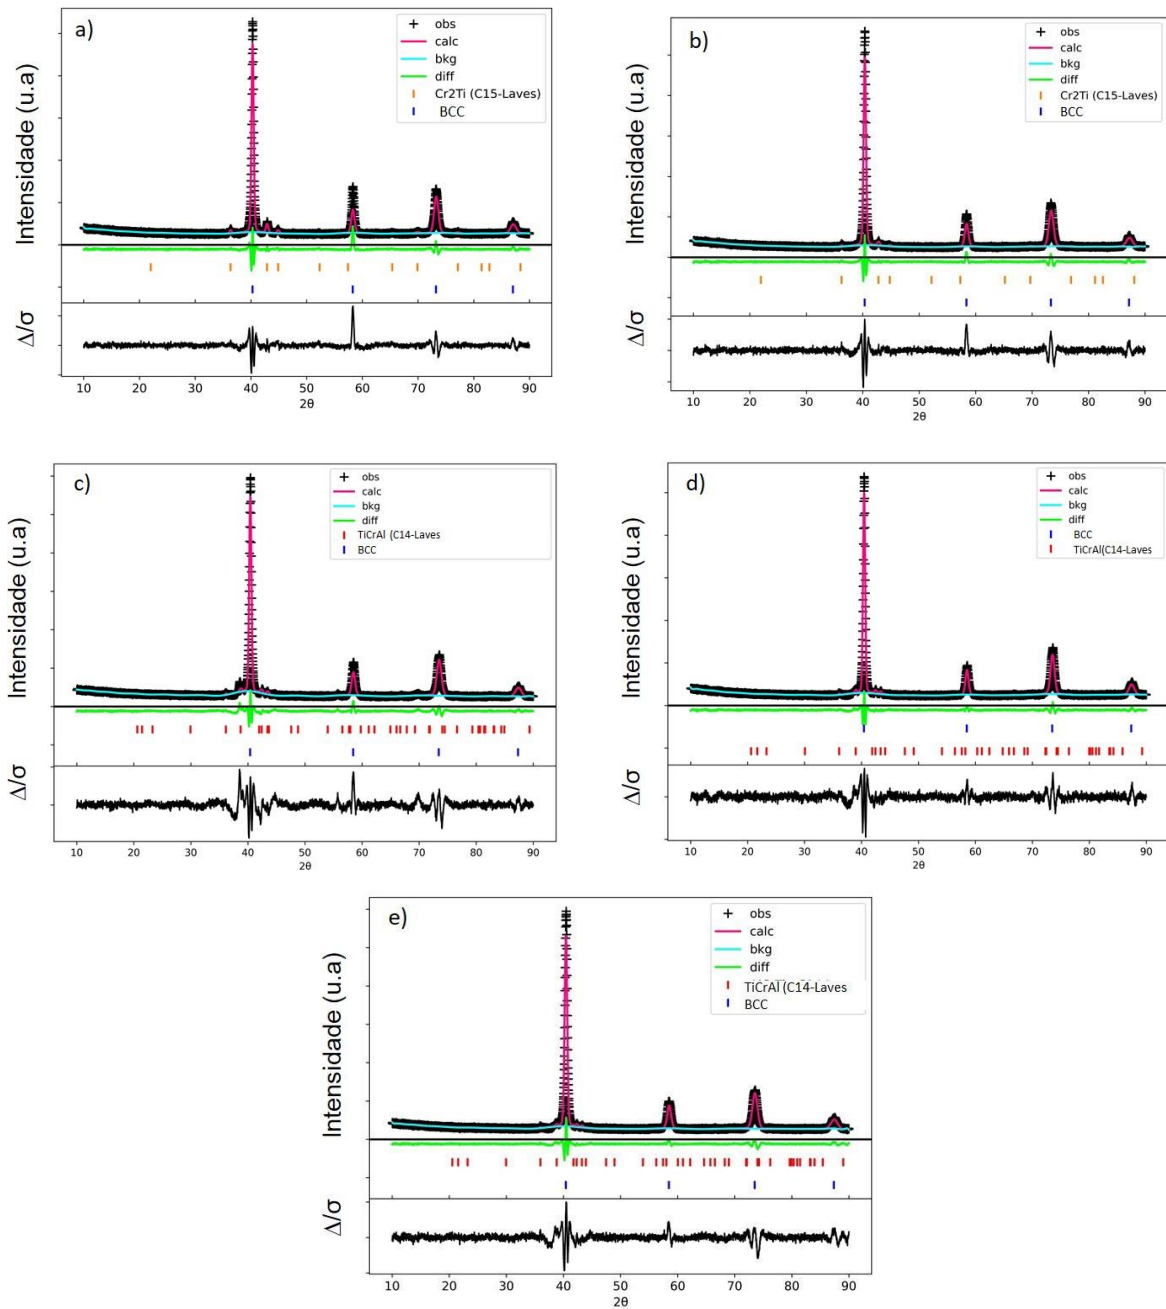 a)
obs
calc
bkg
diff
Cr2Ti (C15-Laves)
BCC
Intensidade (u.a)
Δ/σ
10 20 30 40 50 60 70 80 90
2θ
b)
obs
calc
bkg
diff
Cr2Ti (C15-Laves)
BCC
Intensidade (u.a)
Δ/σ
10 20 30 40 50 60 70 80 90
2θ
c)
obs
calc
bkg
diff
TiCrAl (C14-Laves
BCC
Intensidade (u.a)
Δ/σ
10 20 30 40 50 60 70 80 90
2θ
d)
obs
calc
bkg
diff
BCC
TiCrAl(C14-Laves
Intensidade (u.a)
Δ/σ
10 20 30 40 50 60 70 80 90
2θ
e)
obs
calc
bkg
diff
TiCrAl (C14-Laves
BCC
Intensidade (u.a)
Δ/σ
10 20 30 40 50 60 70 80 90
2θ